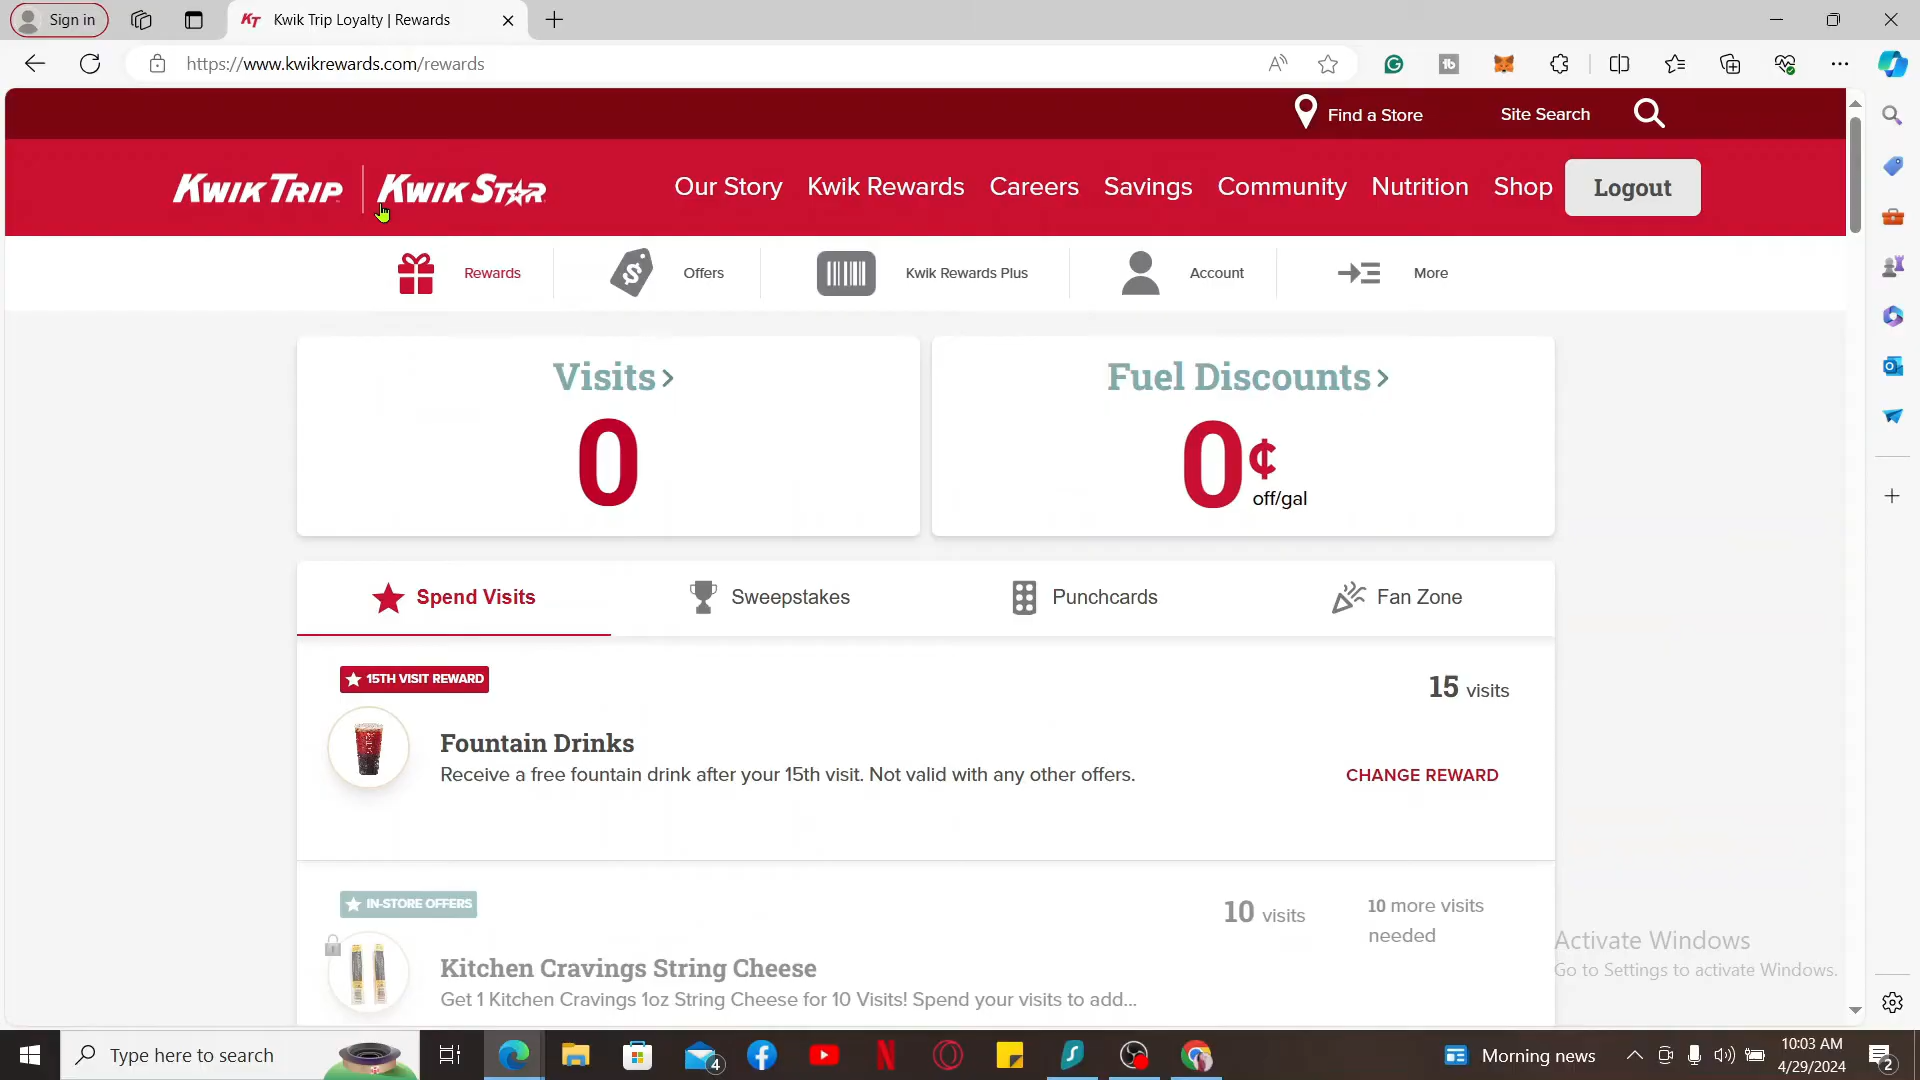 Sign in
Kwik Trip Loyalty | Rewards
https://www.kwikrewards.com/rewards
Find a Store
Site Search
KWIK TRIP | KWIK STAR
Our Story
Kwik Rewards
Careers
Savings
Community
Nutrition
Shop
Logout
Rewards
Offers
Kwik Rewards Plus
Account
More
Visits >
0
Fuel Discounts >
0¢
off/gal
Spend Visits
Sweepstakes
Punchcards
Fan Zone
15TH VISIT REWARD
15 visits
Fountain Drinks
Receive a free fountain drink after your 15th visit. Not valid with any other offers.
CHANGE REWARD
IN-STORE OFFERS
10 visits
10 more visits
needed
Kitchen Cravings String Cheese
Get 1 Kitchen Cravings 1oz String Cheese for 10 Visits! Spend your visits to add...
Activate Windows
Go to Settings to activate Windows.
Type here to search
4
Morning news
10:03 AM
4/29/2024
2